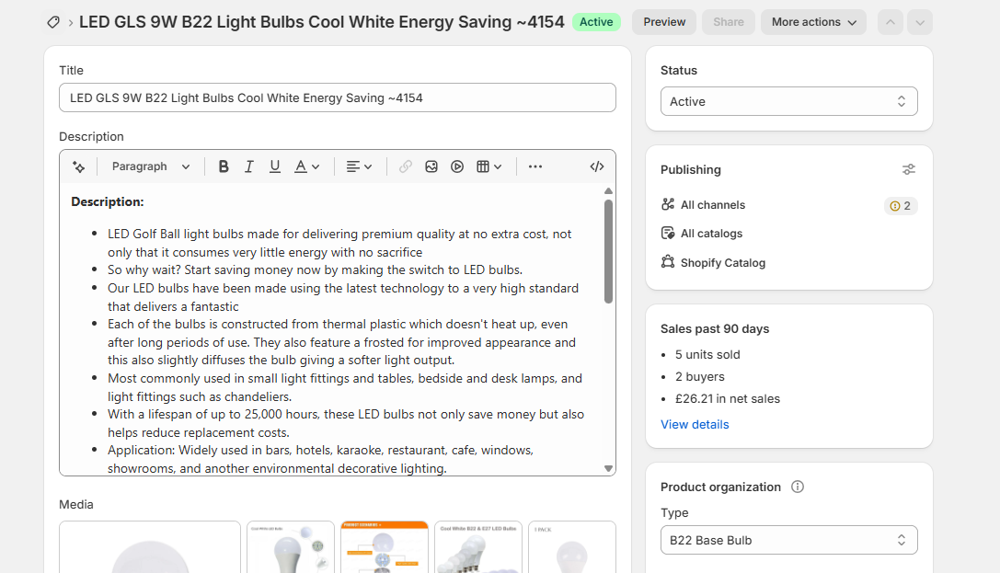 LED GLS 9W B22 Light Bulbs Cool White Energy Saving ~4154
Active
Preview
Share
More actions
Title
LED GLS 9W B22 Light Bulbs Cool White Energy Saving ~4154
Description
Paragraph
B I U A
Description:
LED Golf Ball light bulbs made for delivering premium quality at no extra cost, not
only that it consumes very little energy with no sacrifice
So why wait? Start saving money now by making the switch to LED bulbs.
Our LED bulbs have been made using the latest technology to a very high standard
that delivers a fantastic
Each of the bulbs is constructed from thermal plastic which doesn't heat up, even
after long periods of use. They also feature a frosted for improved appearance and
this also slightly diffuses the bulb giving a softer light output.
Most commonly used in small light fittings and tables, bedside and desk lamps, and
light fittings such as chandeliers.
With a lifespan of up to 25,000 hours, these LED bulbs not only save money but also
helps reduce replacement costs.
Application: Widely used in bars, hotels, karaoke, restaurant, cafe, windows,
showrooms, and another environmental decorative lighting.
Media
Cool White B22 & E27 LED Bulbs
1 PACK
Status
Active
Publishing
All channels
2
All catalogs
Shopify Catalog
Sales past 90 days
5 units sold
2 buyers
£26.21 in net sales
View details
Product organization
Type
B22 Base Bulb